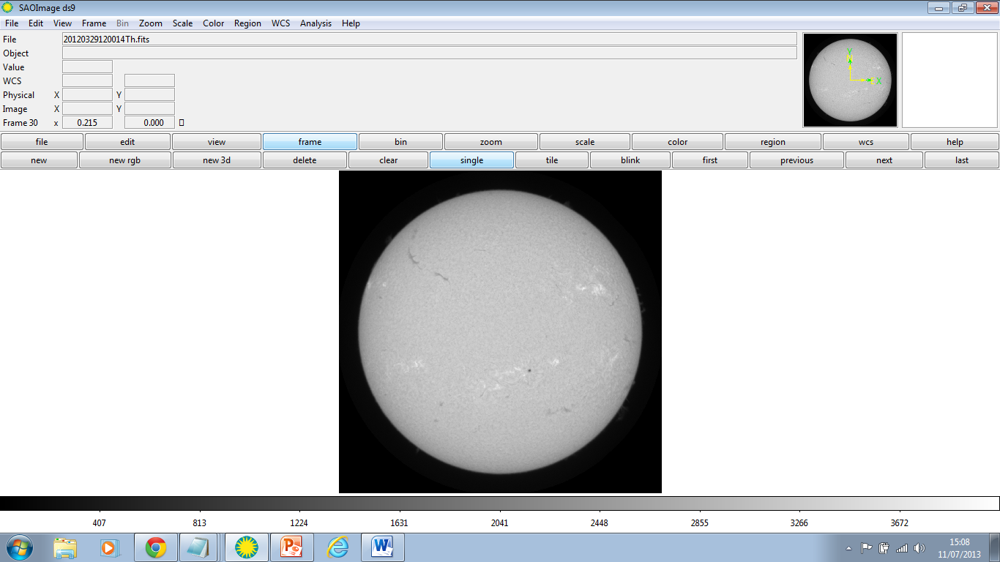 SAOImage ds9
File Edit View Frame Bin Zoom Scale Color Region WCS Analysis Help
File 20120329120014Th.fits
Object
Value
WCS
Physical X Y
Image X Y
Frame 30 x 0.215 0.000
Y
N
E X
file edit view frame bin zoom scale color region wcs help
new new rgb new 3d delete clear single tile blink first previous next last
407 813 1224 1631 2041 2448 2855 3266 3672
15:08
11/07/2013